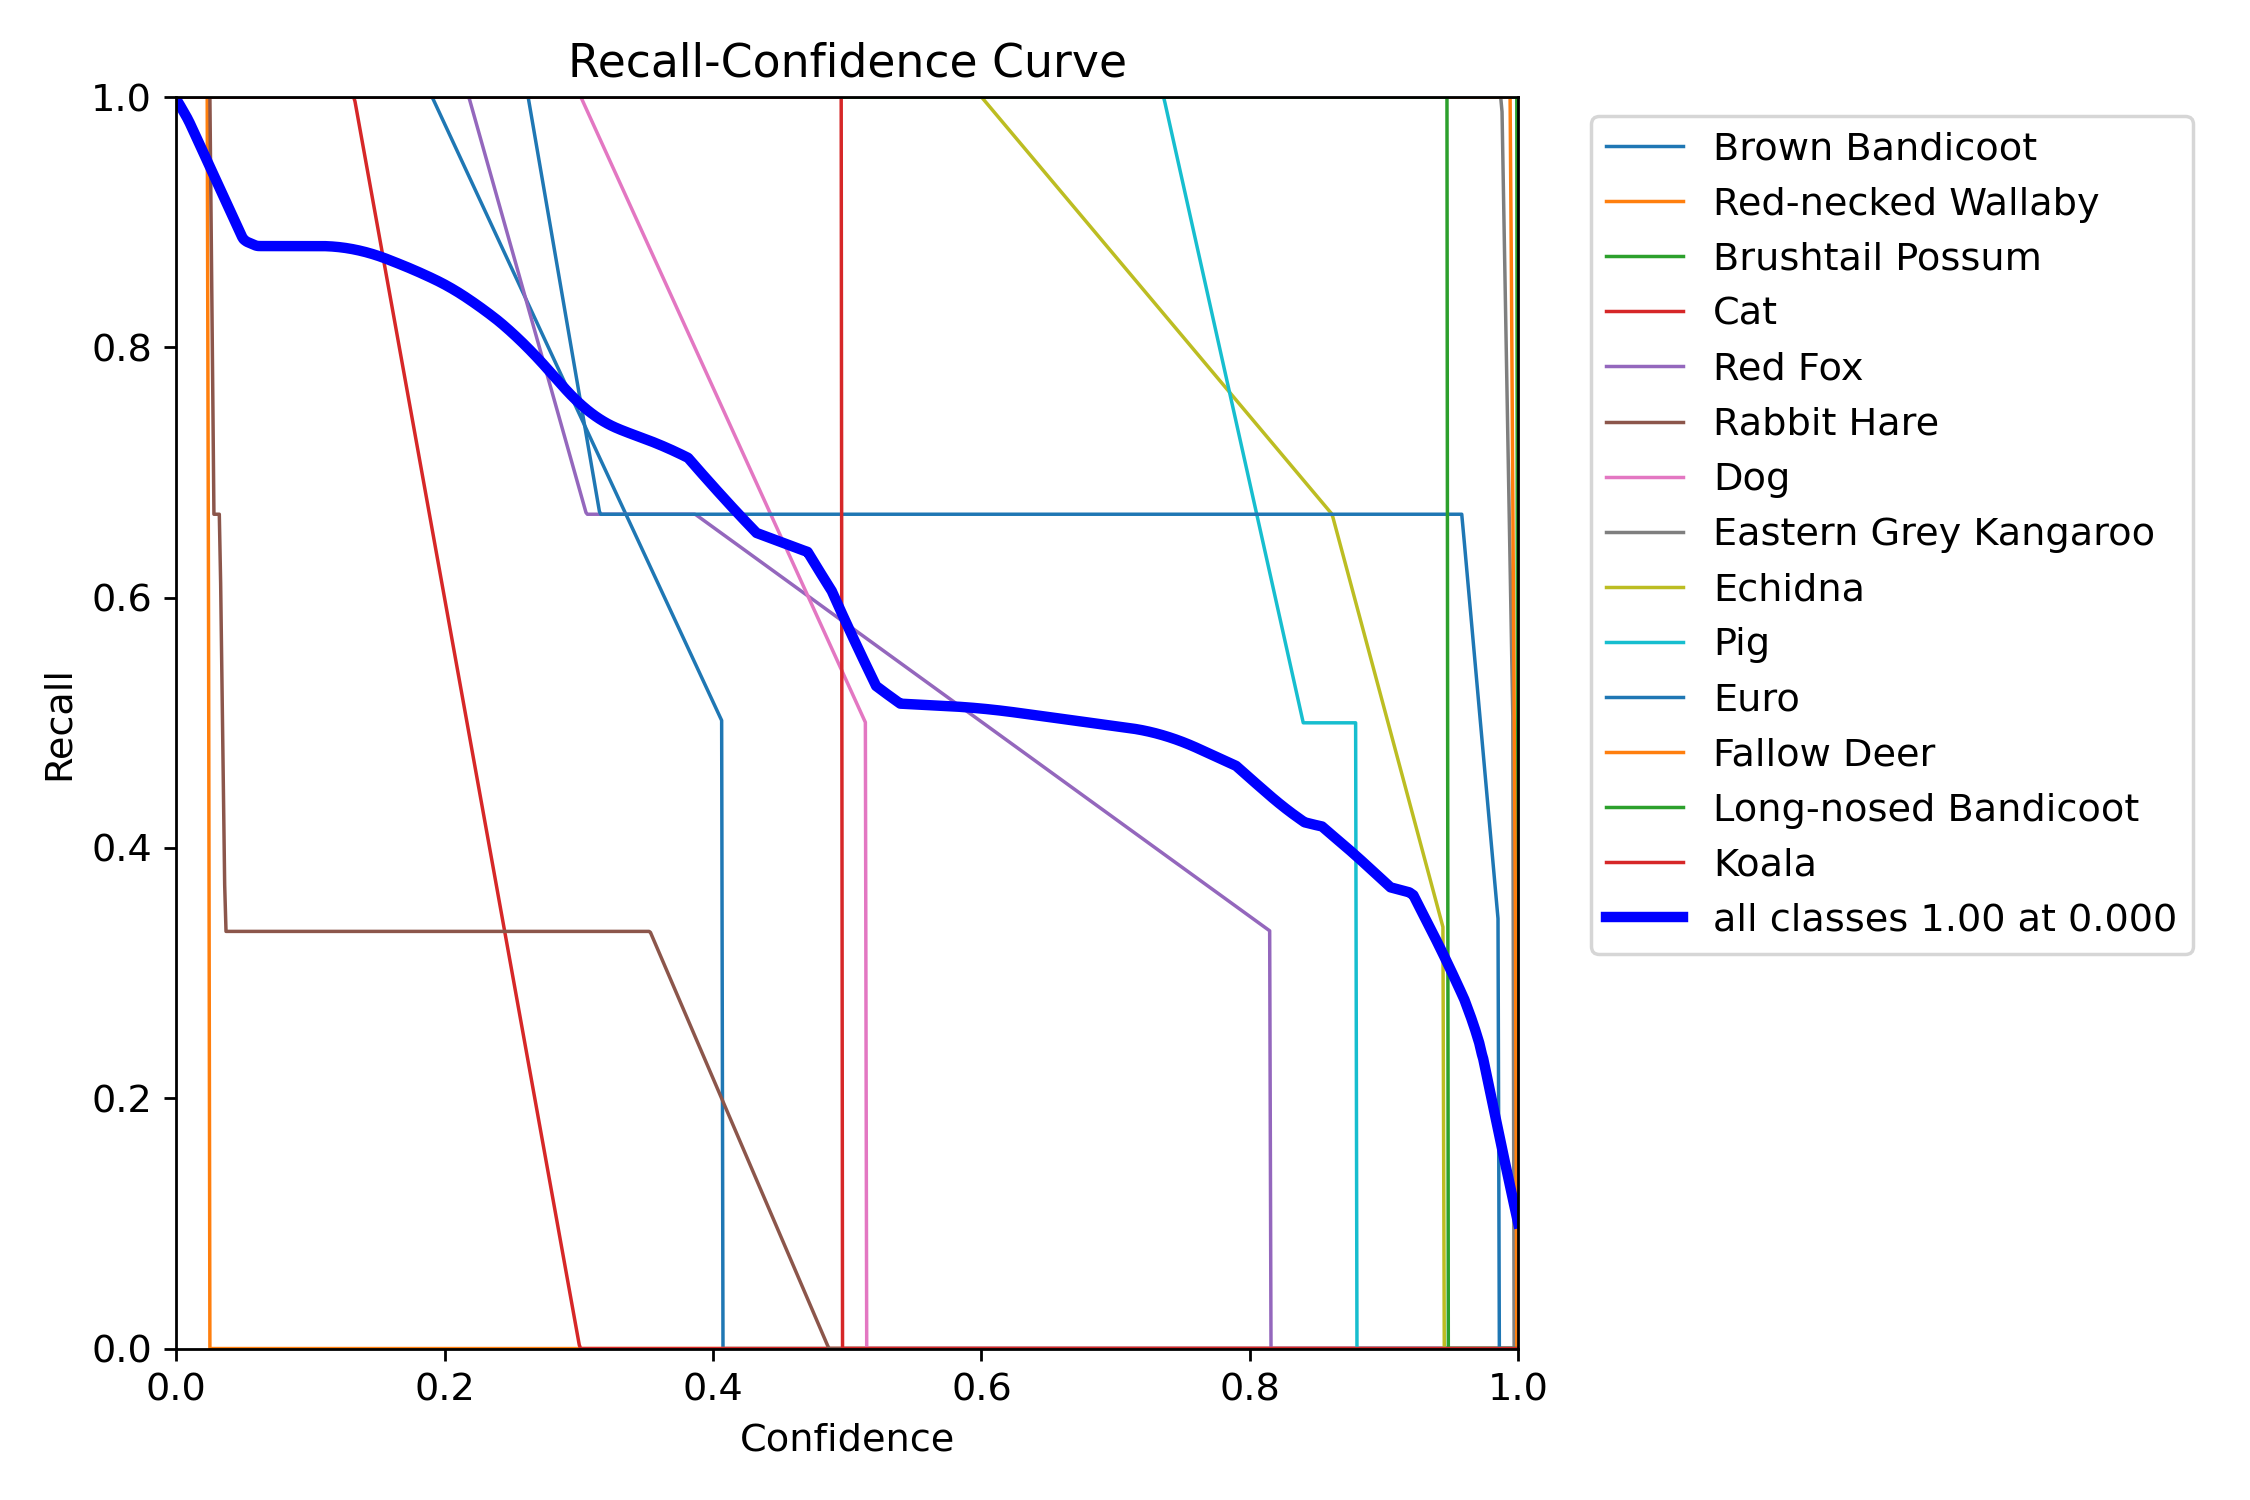 Recall-Confidence Curve
1.0
0.8
0.6
0.4
0.2
0.0
Recall
0.0 0.2 0.4 0.6 0.8 1.0
Confidence
Brown Bandicoot
Red-necked Wallaby
Brushtail Possum
Cat
Red Fox
Rabbit Hare
Dog
Eastern Grey Kangaroo
Echidna
Pig
Euro
Fallow Deer
Long-nosed Bandicoot
Koala
all classes 1.00 at 0.000